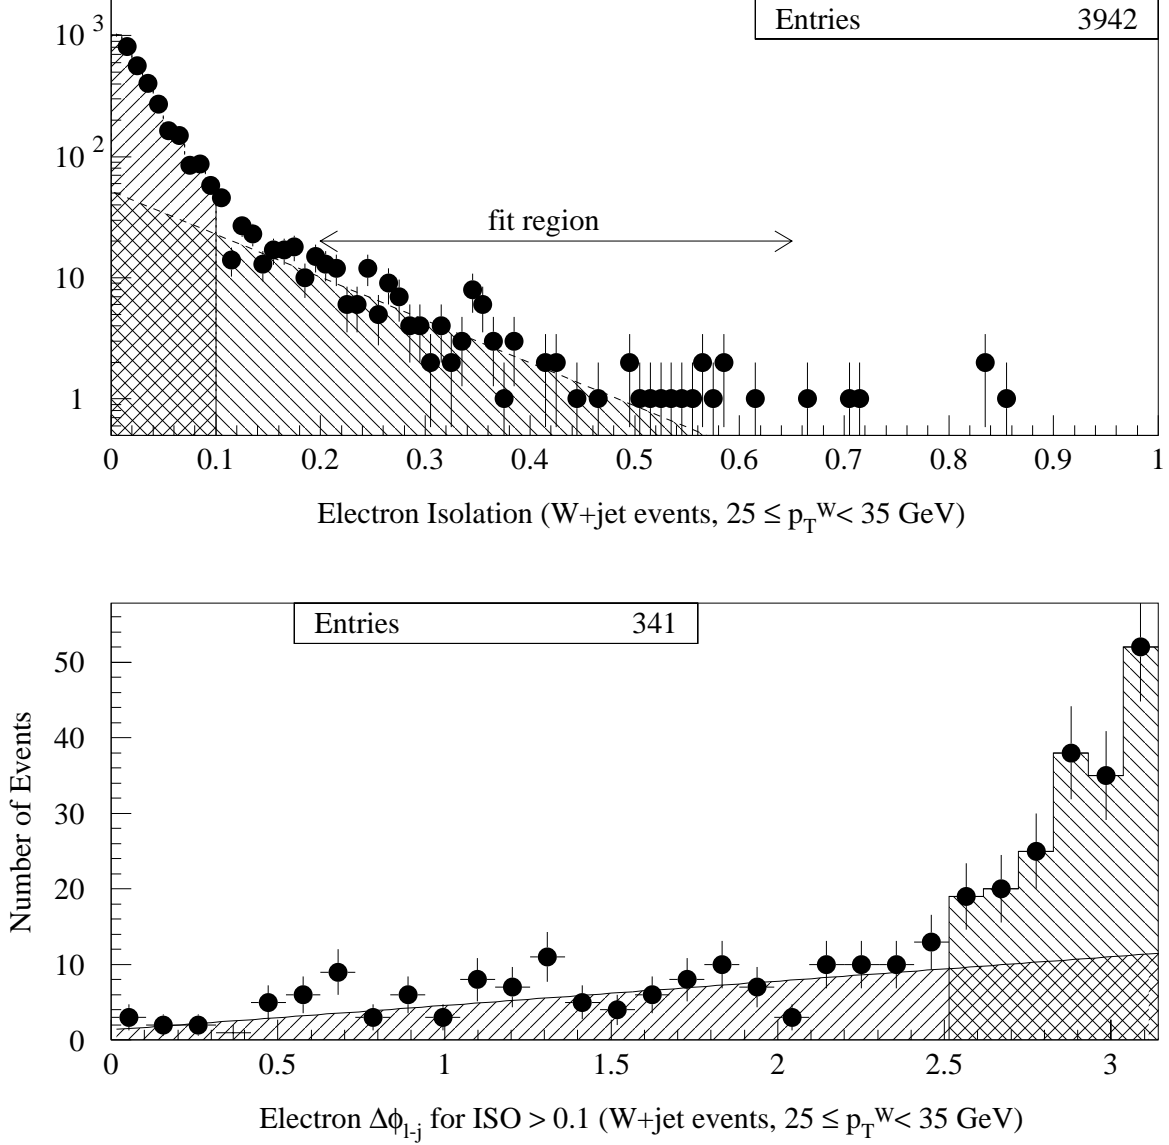 Entries 3942
10^3
10^2
10
1
fit region
0 0.1 0.2 0.3 0.4 0.5 0.6 0.7 0.8 0.9 1
Electron Isolation (W+jet events, 25 ≤ p_T^W < 35 GeV)
Entries 341
50
40
30
20
10
0
Number of Events
0 0.5 1 1.5 2 2.5 3
Electron Δϕ_l-j for ISO > 0.1 (W+jet events, 25 ≤ p_T^W < 35 GeV)